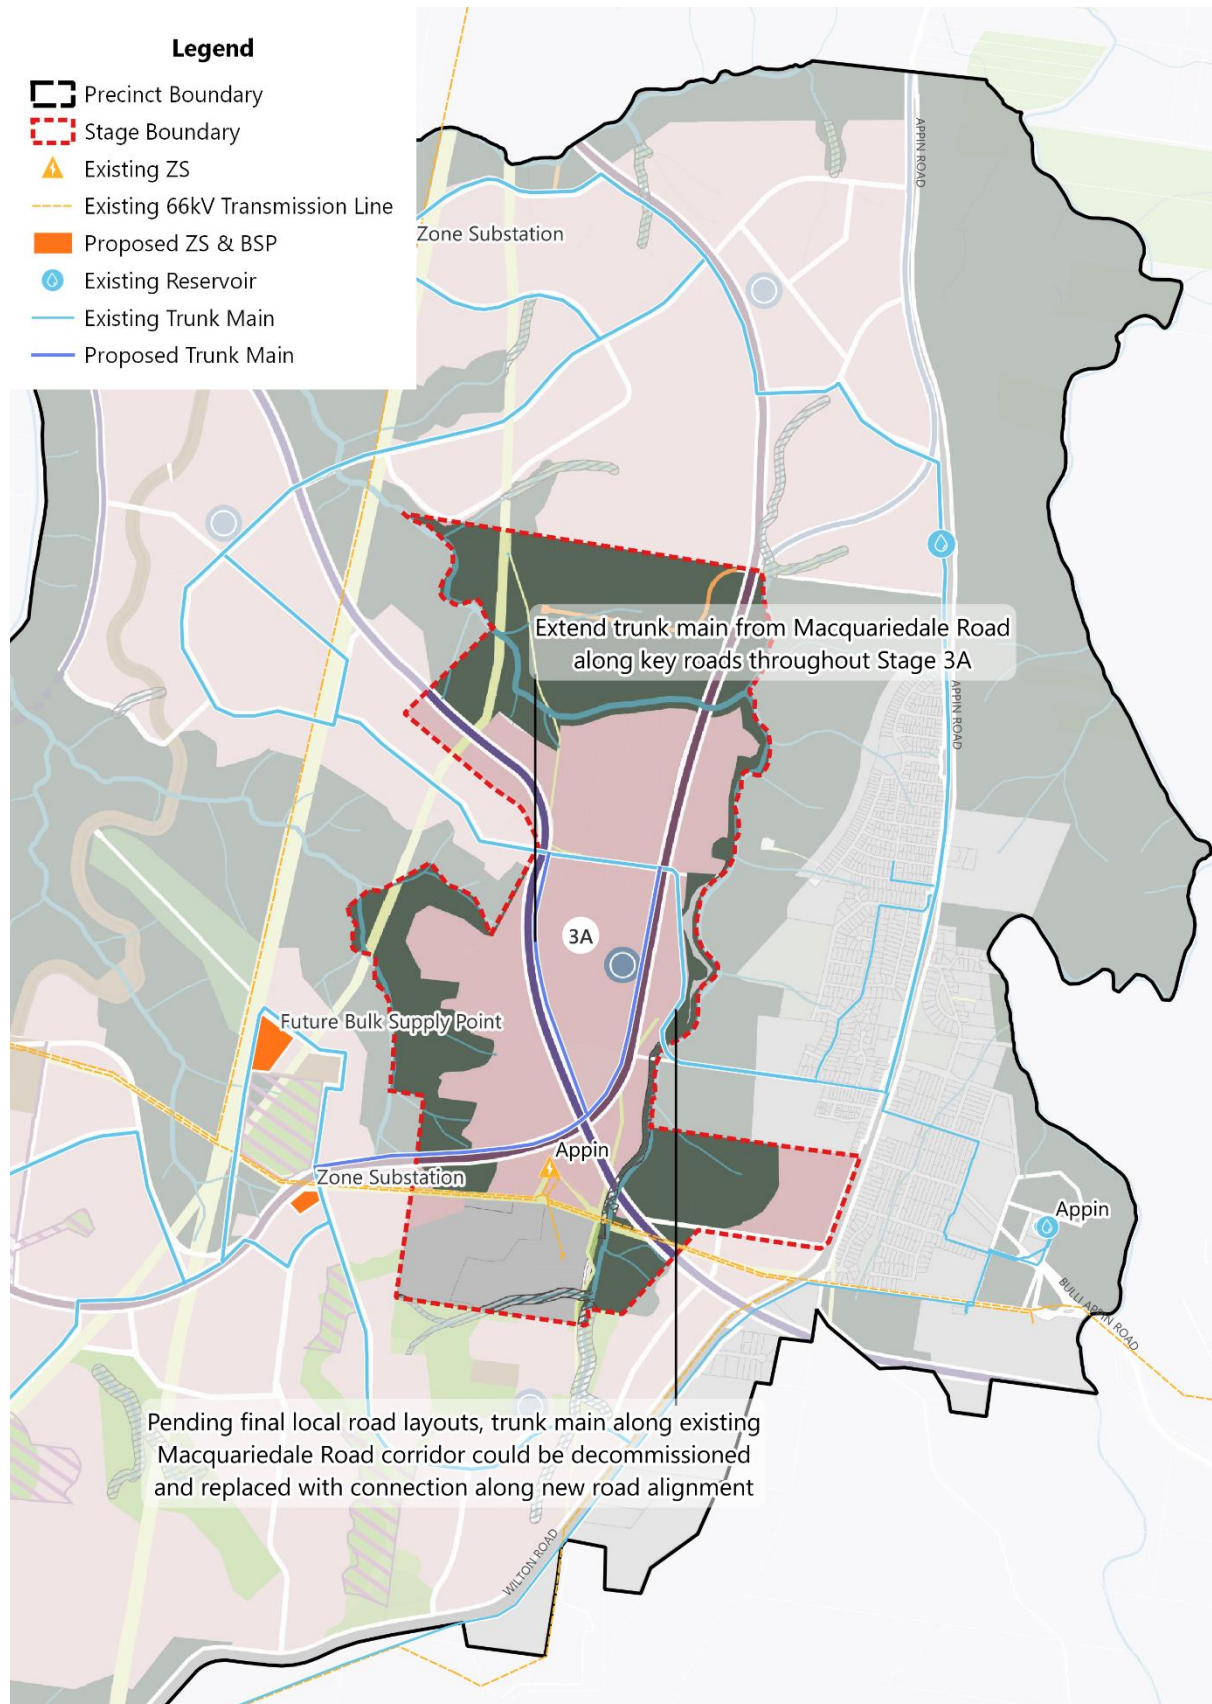 Legend
Precinct Boundary
Stage Boundary
Existing ZS
Existing 66kV Transmission Line
Proposed ZS & BSP
Existing Reservoir
Existing Trunk Main
Proposed Trunk Main
APPIN ROAD
Zone Substation
Extend trunk main from Macquariedale Road
along key roads throughout Stage 3A
APPIN ROAD
3A
Future Bulk Supply Point
Appin
Zone Substation
Appin
BULLI APPIN ROAD
Pending final local road layouts, trunk main along existing
Macquariedale Road corridor could be decommissioned
and replaced with connection along new road alignment
WILTON ROAD